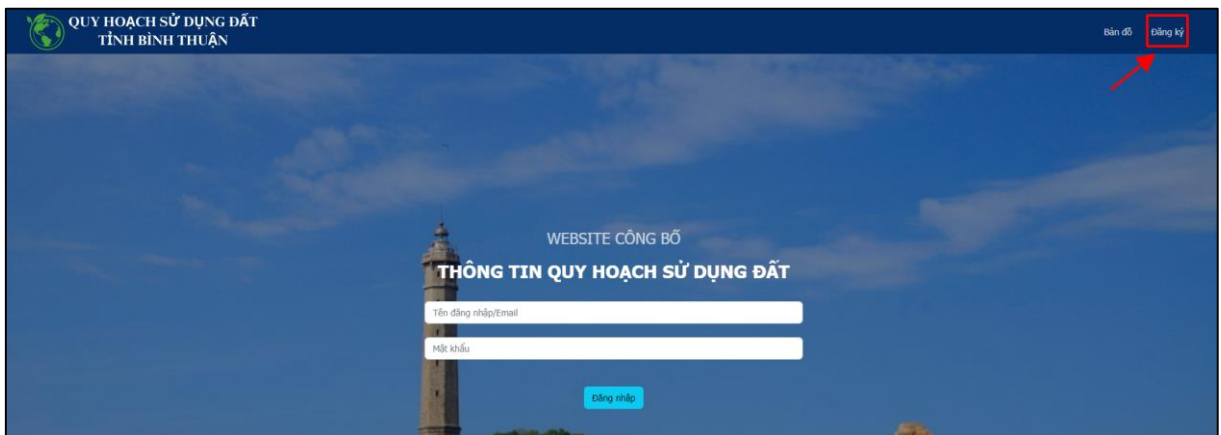 QUY HOẠCH SỬ DỤNG ĐẤT
TỈNH BÌNH THUẬN
Bản đồ Đăng ký
WEBSITE CÔNG BỐ
THÔNG TIN QUY HOẠCH SỬ DỤNG ĐẤT
Tên đăng nhập/Email
Mật khẩu
Đăng nhập